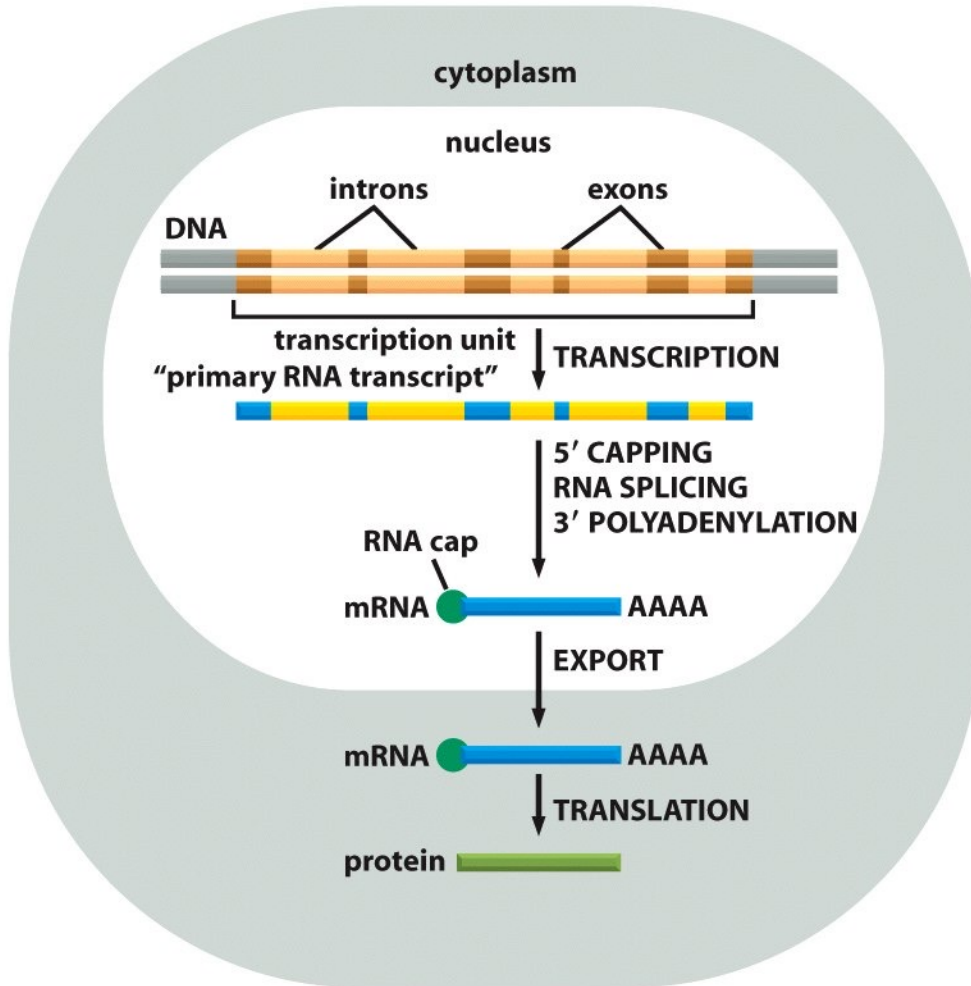 cytoplasm
nucleus
introns
exons
DNA
transcription unit
“primary RNA transcript”
TRANSCRIPTION
5′ CAPPING
RNA SPLICING
3′ POLYADENYLATION
RNA cap
mRNA AAAA
EXPORT
mRNA AAAA
TRANSLATION
protein